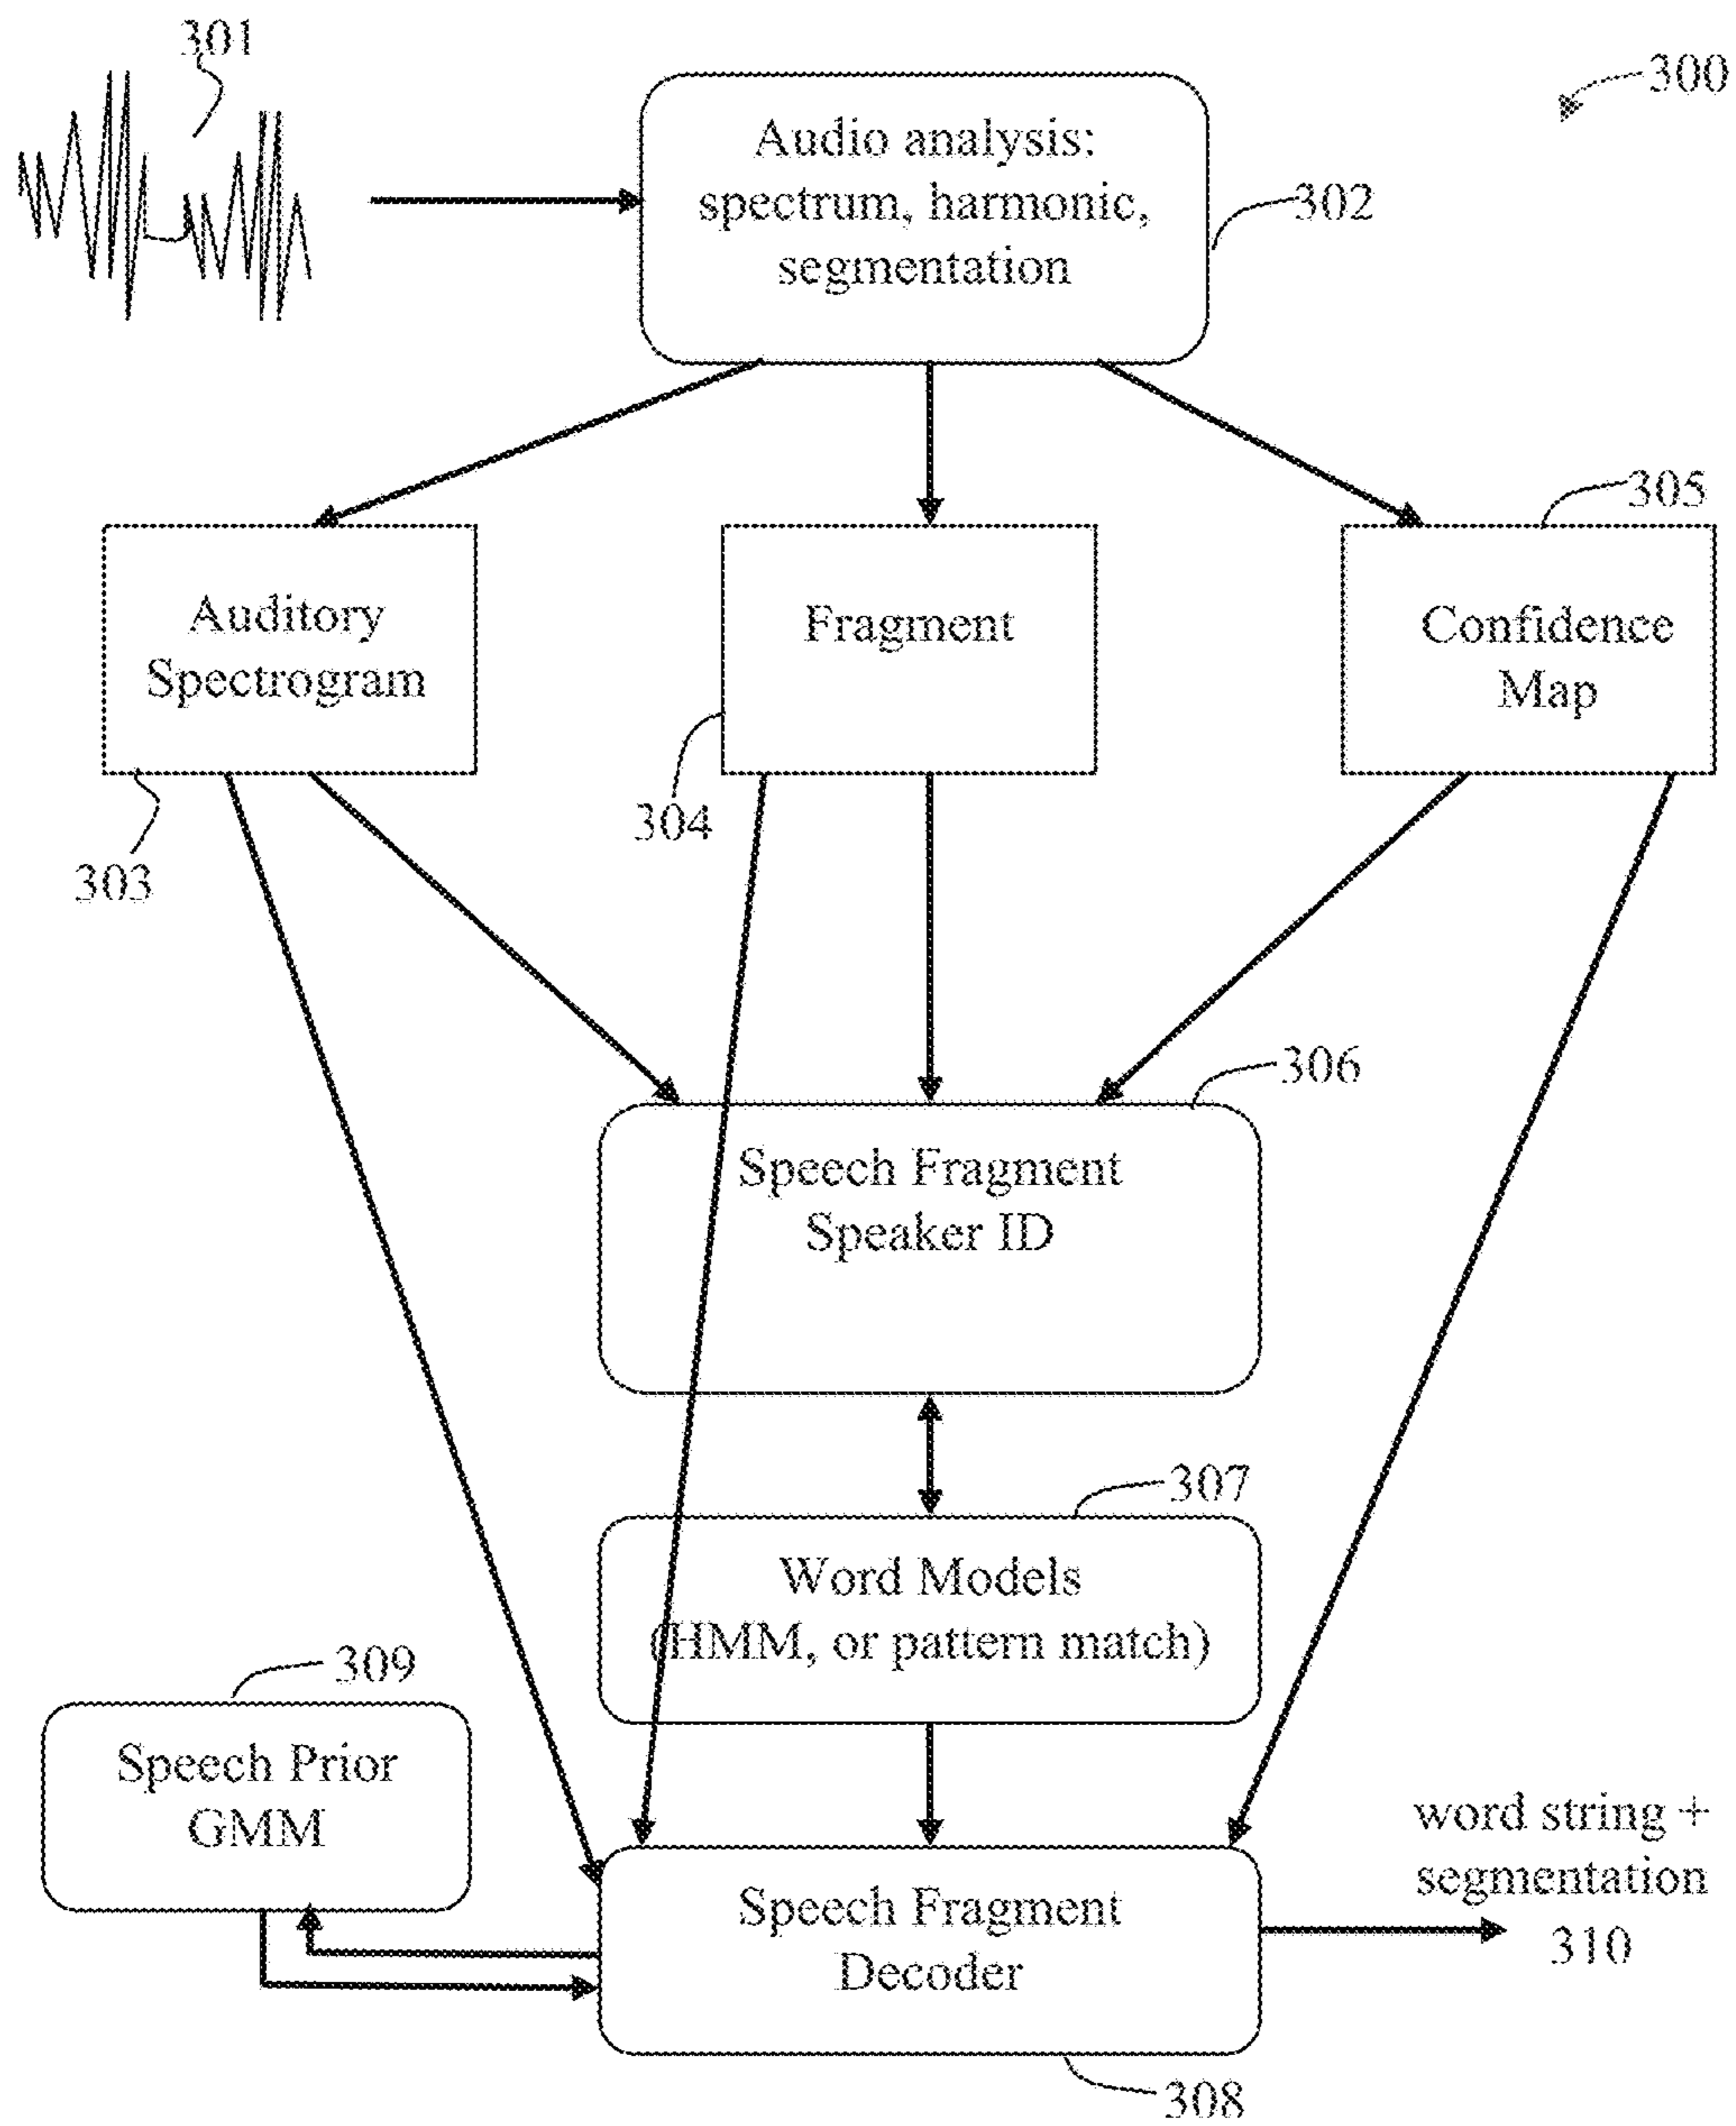 301
300
Audio analysis:
spectrum, harmonic,
segmentation
302
305
Auditory
Spectrogram
Fragment
Confidence
Map
304
303
306
Speech Fragment
Speaker ID
307
Word Models
(HMM, or pattern match)
309
Speech Prior
GMM
word string +
segmentation
310
Speech Fragment
Decoder
308